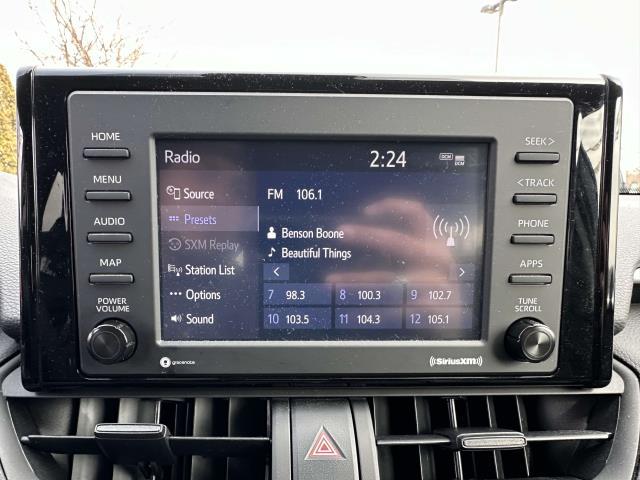 HOME
MENU
AUDIO
MAP
POWER
VOLUME
Radio
2:24
DCM
DCM
Source
FM 106.1
Presets
SXM Replay
Benson Boone
Beautiful Things
Station List
< >
Options
7 98.3 8 100.3 9 102.7
Sound
10 103.5 11 104.3 12 105.1
SEEK >
< TRACK
PHONE
APPS
TUNE
SCROLL
gracenote
((SiriusXM))